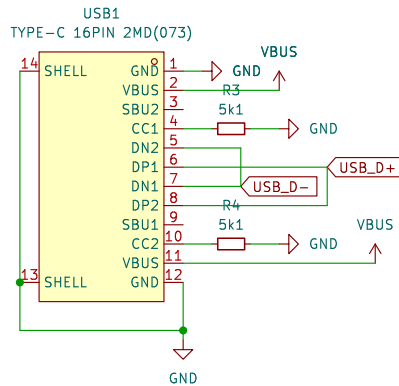 USB1
TYPE-C 16PIN 2MD(073)
VBUS
14 SHELL GND 1 GND
VBUS 2 R3
SBU2 3 5k1
CC1 4 GND
DN2 5
DP1 6 USB_D+
DN1 7 USB_D-
DP2 8 R4
SBU1 9 5k1 VBUS
CC2 10 GND
VBUS 11
13 SHELL GND 12
GND